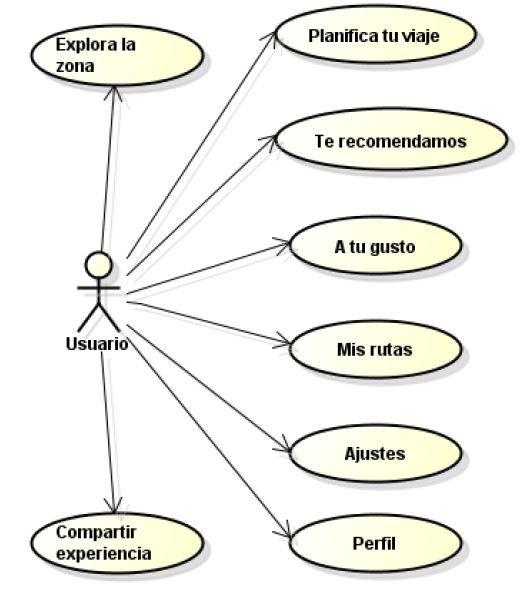 Explora la
zona
Planifica tu viaje
Te recomendamos
A tu gusto
Usuario
Mis rutas
Ajustes
Compartir
experiencia
Perfil